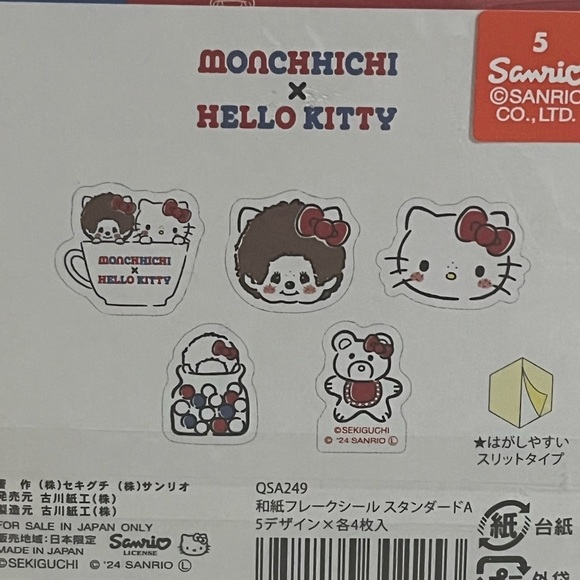 MONCHHICHI
×
HELLO KITTY
5
Sanrio
©SANRIO
CO., LTD.
MONCHHICHI
×
HELLO KITTY
©SEKIGUCHI
© '24 SANRIO Ⓛ
★はがしやすい
スリットタイプ
著 作 (株)セキグチ (株)サンリオ
発売元 古川紙工(株)
製造元 古川紙工(株)
FOR SALE IN JAPAN ONLY
販売地域:日本限定
MADE IN JAPAN
©SEKIGUCHI © '24 SANRIO Ⓛ
Sanrio
LICENSE
QSA249
和紙フレークシール スタンダードA
5デザイン×各4枚入
紙
台紙
外袋